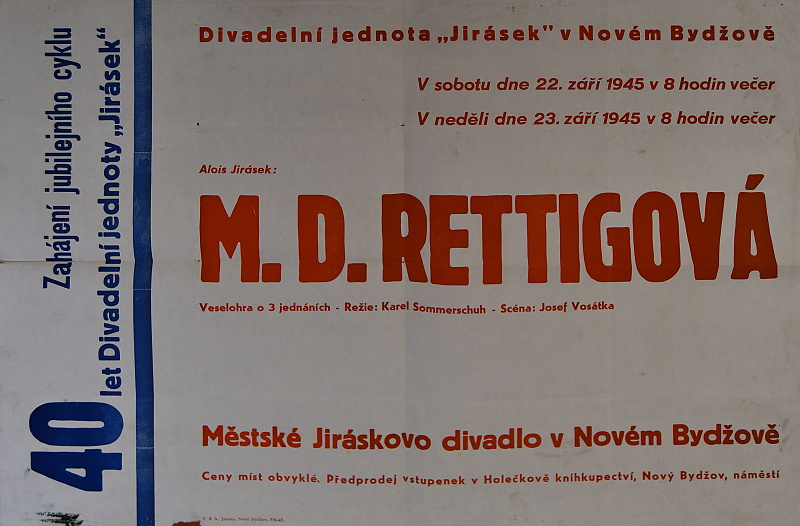 Zahájení jubilejního cyklu
40 let Divadelní jednoty „Jirásek“
Divadelní jednota „Jirásek” v Novém Bydžově
V sobotu dne 22. září 1945 v 8 hodin večer
V neděli dne 23. září 1945 v 8 hodin večer
Alois Jirásek:
M. D. RETTIGOVÁ
Veselohra o 3 jednáních - Režie: Karel Sommerschuh - Scéna: Josef Vosátka
Městské Jiráskovo divadlo v Novém Bydžově
Ceny míst obvyklé. Předprodej vstupenek v Holečkově knihkupectví, Nový Bydžov, náměstí